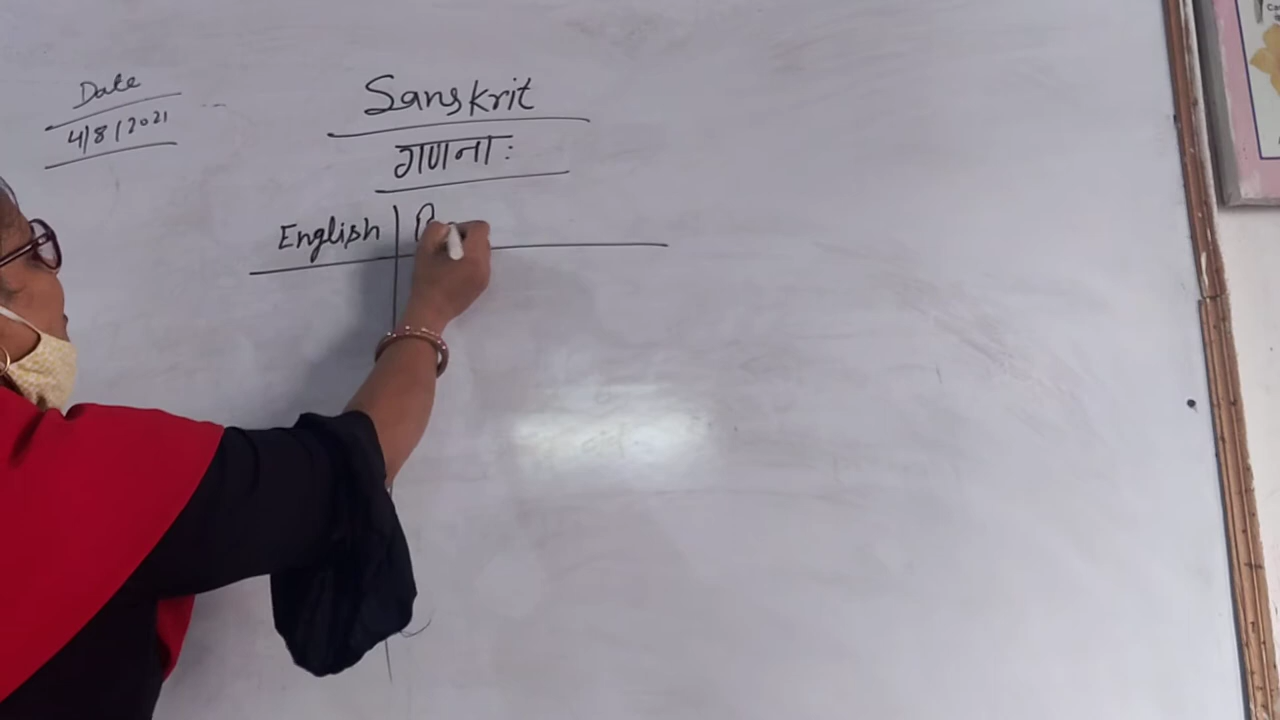 Date
4/8/2021
Sanskrit
गणना:
English